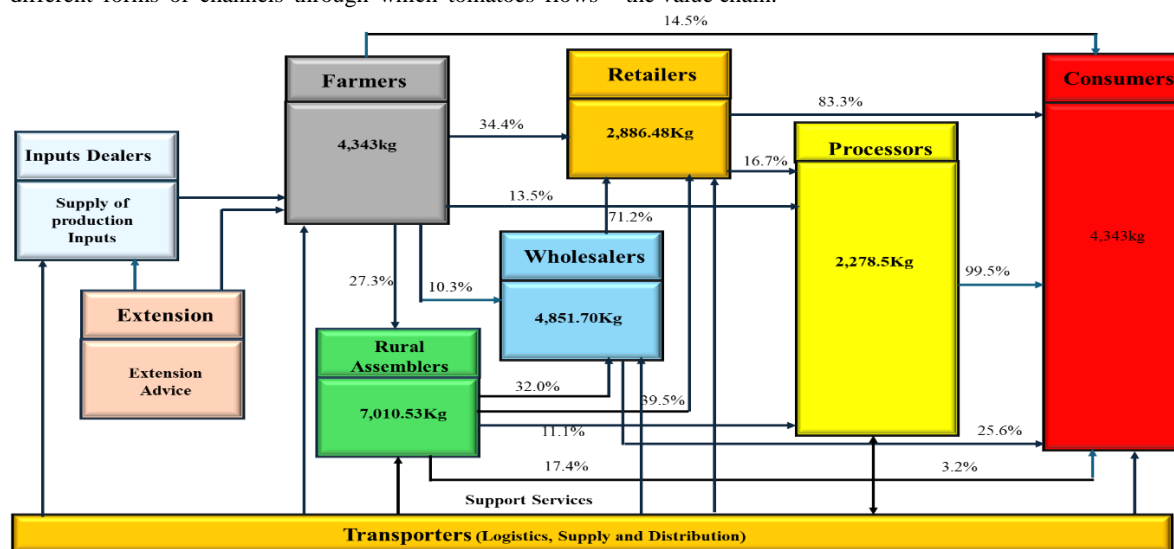 different forms of channels through which tomatoes flows the value chain.
14.5%
Farmers
4,343kg
Retailers
2,886.48Kg
Consumers
4,343kg
83.3%
34.4%
16.7%
Processors
2,278.5Kg
Inputs Dealers
Supply of
production
Inputs
13.5%
71.2%
Wholesalers
4,851.70Kg
27.3%
10.3%
99.5%
Extension
Extension
Advice
Rural
Assemblers
7,010.53Kg
32.0%
39.5%
11.1%
25.6%
17.4%
3.2%
Support Services
Transporters (Logistics, Supply and Distribution)